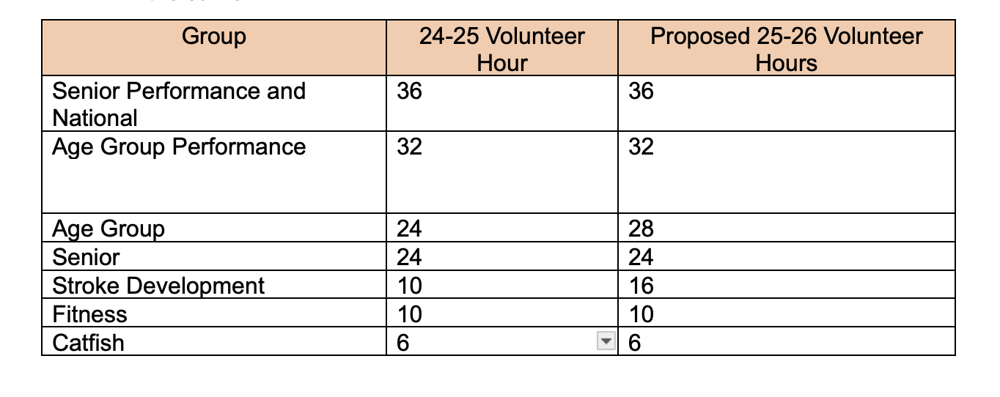 Group 24-25 Volunteer Hour Proposed 25-26 Volunteer Hours
Senior Performance and National 36 36
Age Group Performance 32 32
Age Group 24 28
Senior 24 24
Stroke Development 10 16
Fitness 10 10
Catfish 6 6